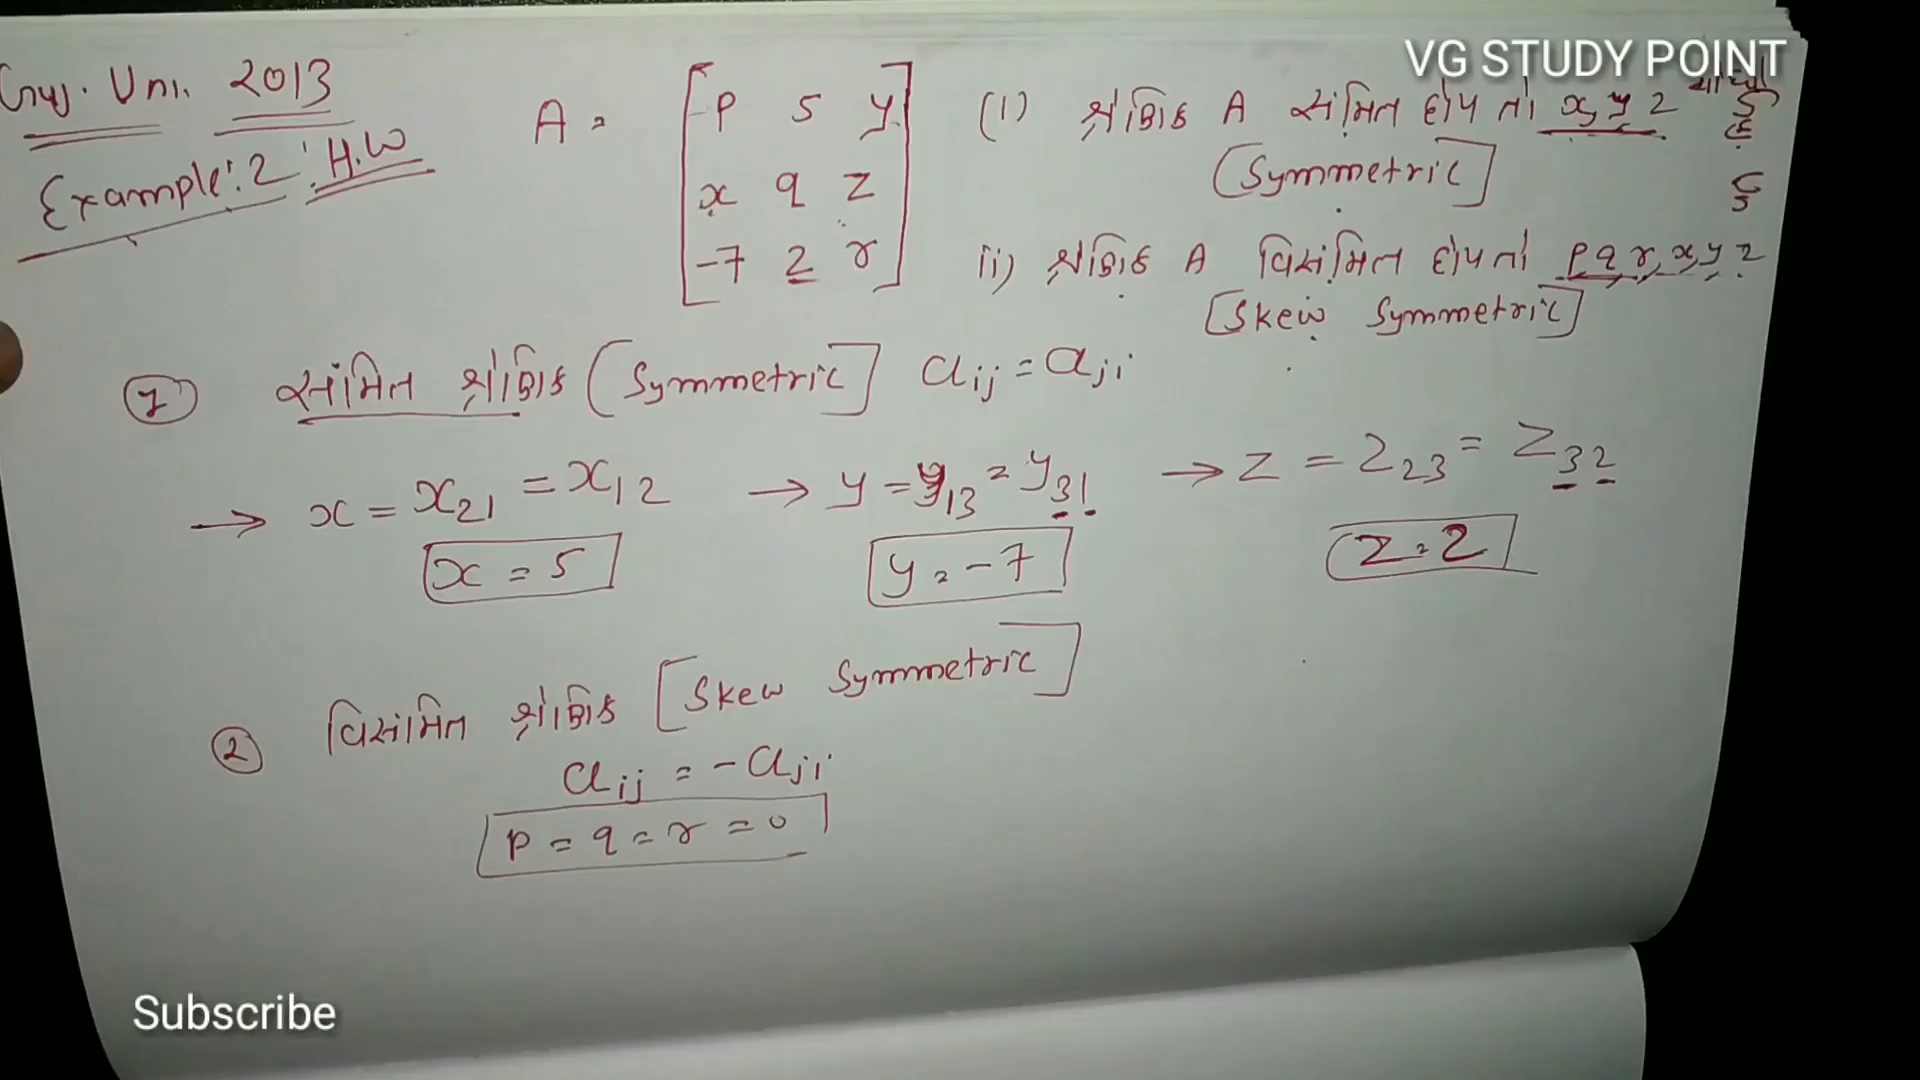 VG STUDY POINT
Guj. Uni. 2013
Example: 2 H.W
A = [ p 5 y
x q z
-7 2 r ]
(i) શ્રેણિક A સંમિત હોય તો x, y z
[Symmetric]
ii) શ્રેણિક A વિસંમિત હોય તો p q r, x, y z
[Skew Symmetric]
1 સંમિત શ્રેણિક [Symmetric] aij = aji
→ x = x21 = x12 → y = y13 = y31 → z = z23 = z32
x = 5 y = -7 z = 2
2 વિસંમિત શ્રેણિક [Skew Symmetric]
aij = -aji
p = q = r = 0
Subscribe